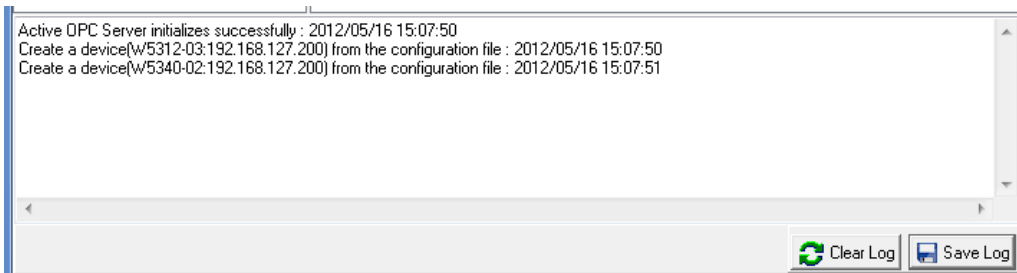 Active OPC Server initializes successfully : 2012/05/16 15:07:50
Create a device(W5312-03:192.168.127.200) from the configuration file : 2012/05/16 15:07:50
Create a device(W5340-02:192.168.127.200) from the configuration file : 2012/05/16 15:07:51
Clear Log Save Log